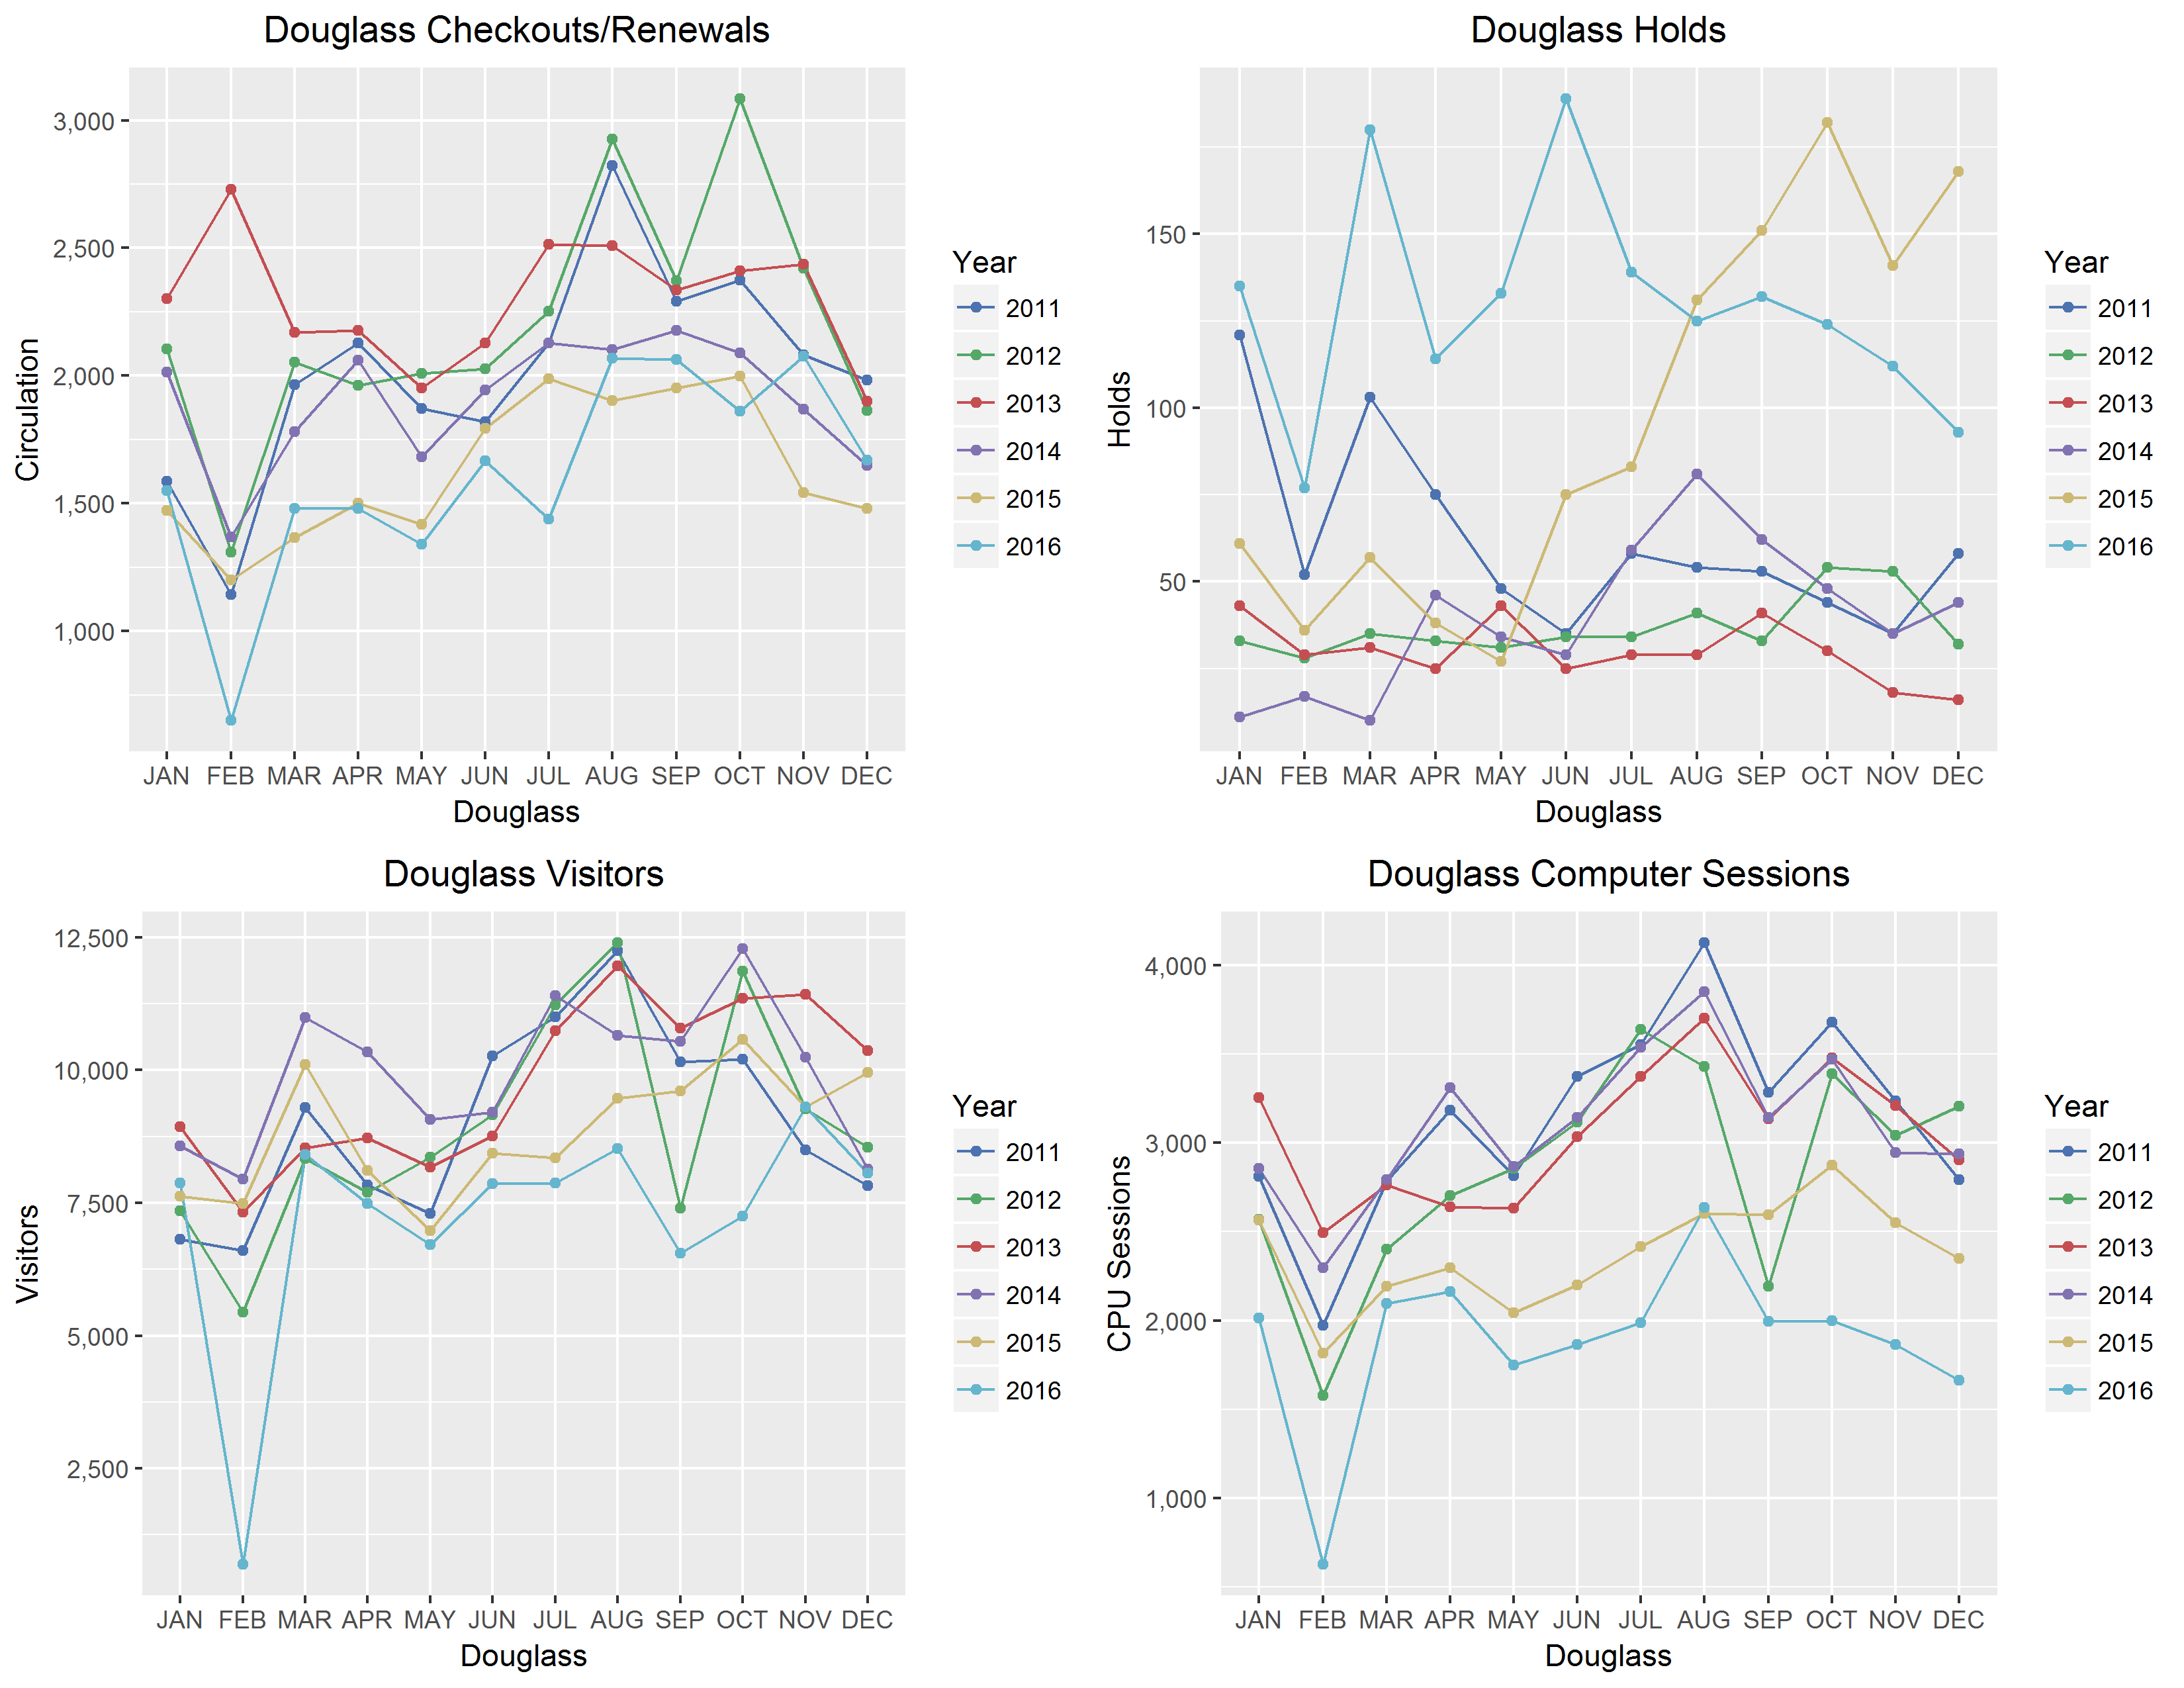 Douglass Checkouts/Renewals
Circulation
3,000
2,500
2,000
1,500
1,000
JAN FEB MAR APR MAY JUN JUL AUG SEP OCT NOV DEC
Douglass
Year
2011
2012
2013
2014
2015
2016
Douglass Holds
Holds
150
100
50
JAN FEB MAR APR MAY JUN JUL AUG SEP OCT NOV DEC
Douglass
Year
2011
2012
2013
2014
2015
2016
Douglass Visitors
Visitors
12,500
10,000
7,500
5,000
2,500
JAN FEB MAR APR MAY JUN JUL AUG SEP OCT NOV DEC
Douglass
Year
2011
2012
2013
2014
2015
2016
Douglass Computer Sessions
CPU Sessions
4,000
3,000
2,000
1,000
JAN FEB MAR APR MAY JUN JUL AUG SEP OCT NOV DEC
Douglass
Year
2011
2012
2013
2014
2015
2016